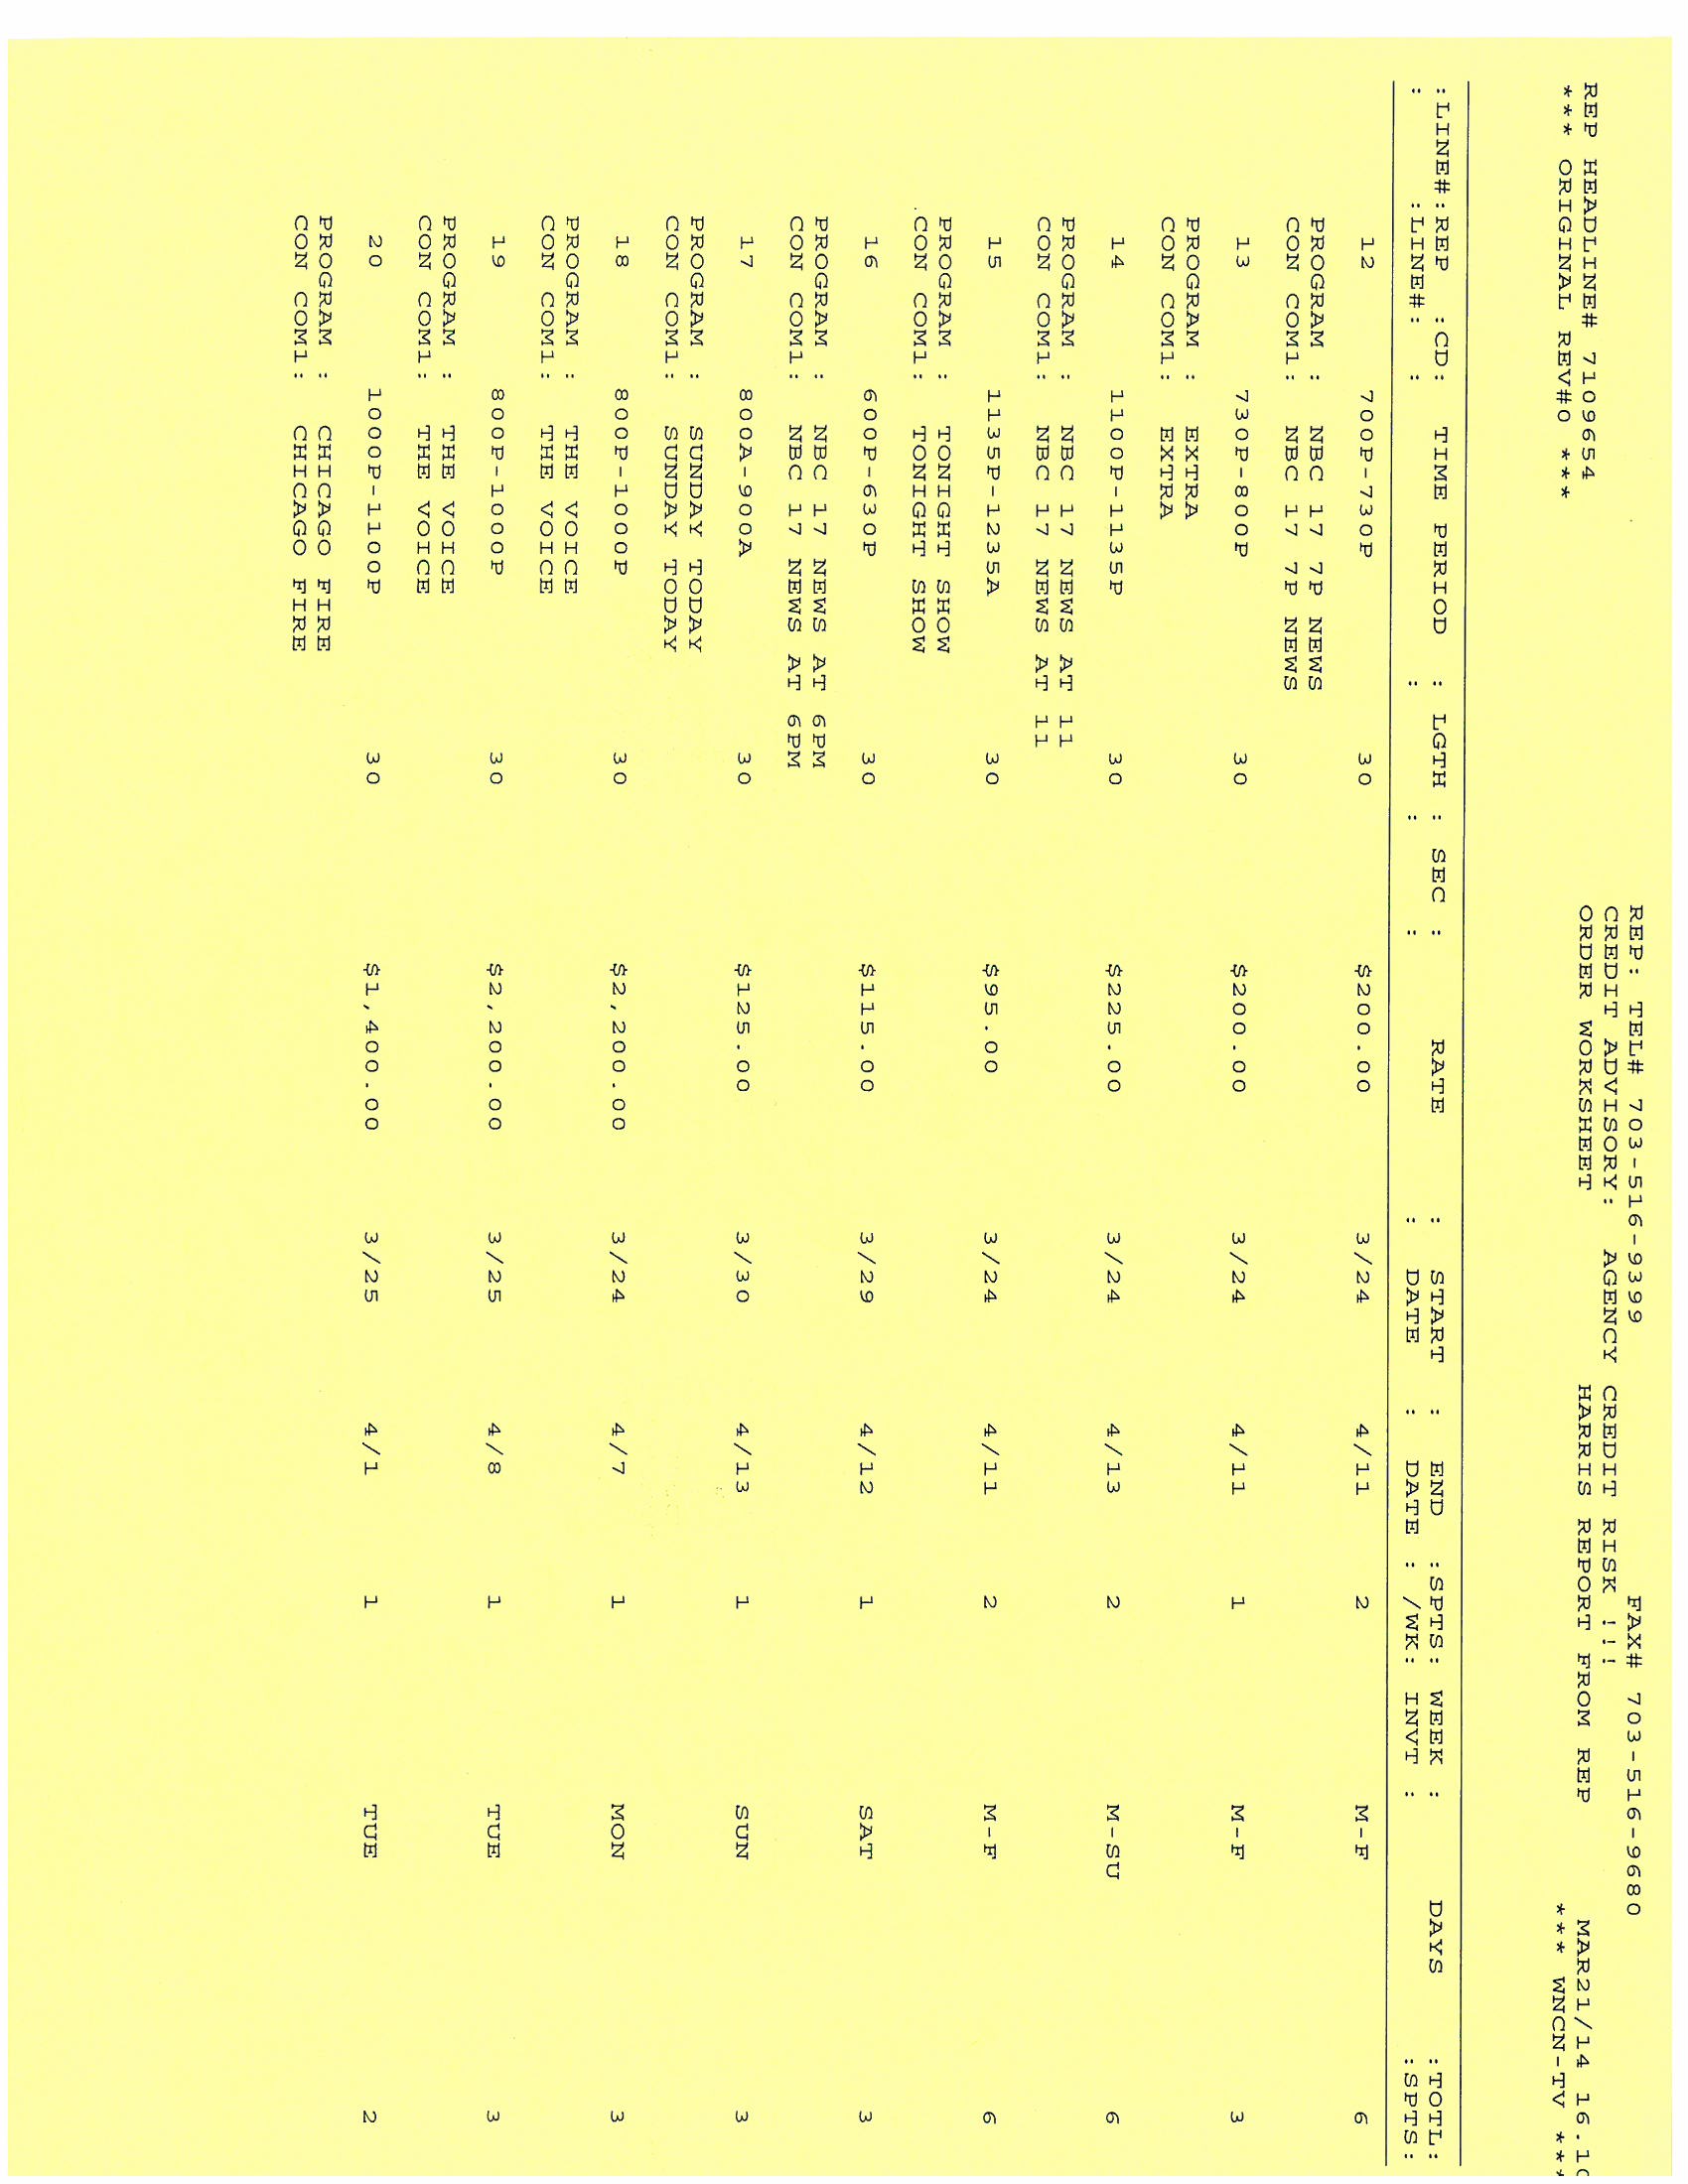 REP: TEL# 703-516-9399 FAX# 703-516-9680
CREDIT ADVISORY: AGENCY CREDIT RISK !!!
REP HEADLINE# 7109654 ORDER WORKSHEET HARRIS REPORT FROM REP MAR21/14 16.10
*** ORIGINAL REV#0 *** *** WNCN-TV ***
:LINE#:REP :CD: TIME PERIOD : LGTH : SEC : RATE : START : END :SPTS: WEEK : DAYS :TOTL:
: :LINE#: : : : : DATE : DATE : /WK: INVT : :SPTS:
12 700P-730P 30 $200.00 3/24 4/11 2 M-F 6
PROGRAM : NBC 17 7P NEWS
CON COM1: NBC 17 7P NEWS
13 730P-800P 30 $200.00 3/24 4/11 1 M-F 3
PROGRAM : EXTRA
CON COM1: EXTRA
14 1100P-1135P 30 $225.00 3/24 4/13 2 M-SU 6
PROGRAM : NBC 17 NEWS AT 11
CON COM1: NBC 17 NEWS AT 11
15 1135P-1235A 30 $95.00 3/24 4/11 2 M-F 6
PROGRAM : TONIGHT SHOW
CON COM1: TONIGHT SHOW
16 600P-630P 30 $115.00 3/29 4/12 1 SAT 3
PROGRAM : NBC 17 NEWS AT 6PM
CON COM1: NBC 17 NEWS AT 6PM
17 800A-900A 30 $125.00 3/30 4/13 1 SUN 3
PROGRAM : SUNDAY TODAY
CON COM1: SUNDAY TODAY
18 800P-1000P 30 $2,200.00 3/24 4/7 1 MON 3
PROGRAM : THE VOICE
CON COM1: THE VOICE
19 800P-1000P 30 $2,200.00 3/25 4/8 1 TUE 3
PROGRAM : THE VOICE
CON COM1: THE VOICE
20 1000P-1100P 30 $1,400.00 3/25 4/1 1 TUE 2
PROGRAM : CHICAGO FIRE
CON COM1: CHICAGO FIRE